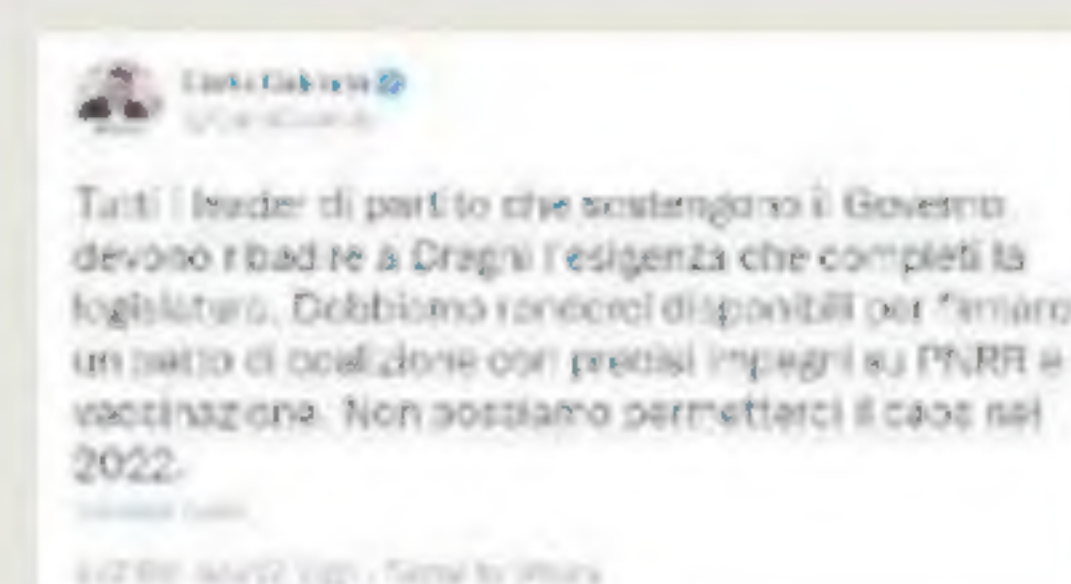 Tutti i leader di partito che sostengono il Governo
devono ribadire a Draghi l'esigenza che completi la
legislatura. Dobbiamo renderci disponibili per firmare
un patto di coalizione con precisi impegni su PNRR e
vaccinazione. Non possiamo permetterci il caos nel
2022.